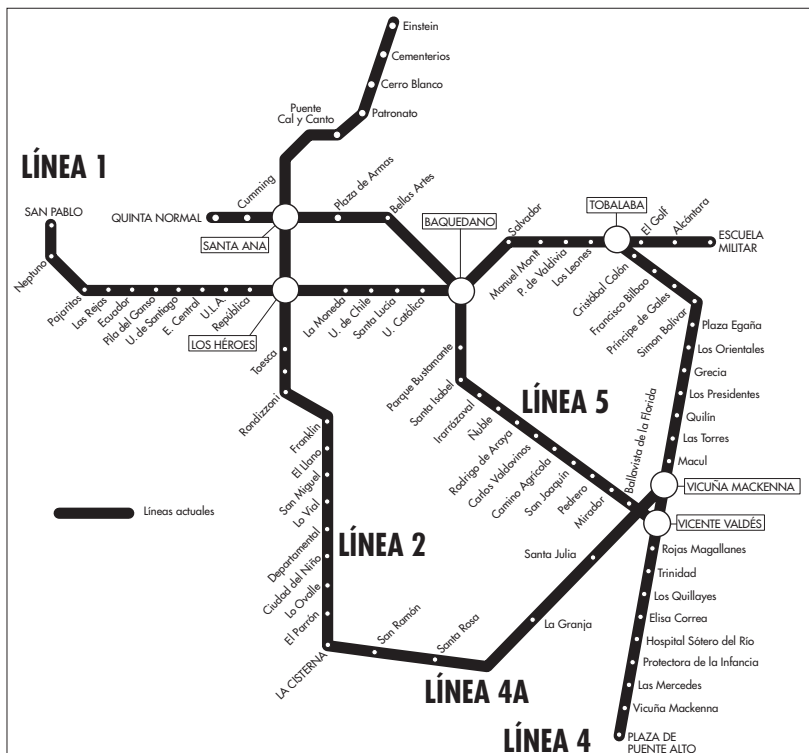 Einstein
Cementerios
Cerro Blanco
Patronato
Puente
Cal y Canto
LÍNEA 1
SAN PABLO
Neptuno
Pajaritos
Las Rejas
Ecuador
Pila del Ganso
U. de Santiago
E. Central
U.L.A.
República
LOS HÉROES
La Moneda
U. de Chile
Santa Lucía
U. Católica
BAQUEDANO
Salvador
Manuel Montt
P. de Valdivia
Los Leones
TOBALABA
El Golf
Alcántara
ESCUELA
MILITAR
QUINTA NORMAL
Cumming
SANTA ANA
Plaza de Armas
Bellas Artes
Cristóbal Colón
Francisco Bilbao
Príncipe de Gales
Simon Bolívar
Plaza Egaña
Los Orientales
Grecia
Los Presidentes
Quilín
Las Torres
Macul
VICUÑA MACKENNA
VICENTE VALDÉS
Rojas Magallanes
Trinidad
Los Quillayes
Elisa Correa
Hospital Sótero del Río
Protectora de la Infancia
Las Mercedes
Vicuña Mackenna
PLAZA DE
PUENTE ALTO
LÍNEA 4
Parque Bustamante
Santa Isabel
Irarrázaval
Ñuble
Rodrigo de Araya
Carlos Valdovinos
Camino Agrícola
San Joaquín
Pedrero
Mirador
Ballavista de la Florida
LÍNEA 5
Toesca
Rondizzoni
Franklin
El Llano
San Miguel
Lo Vial
Departamental
Ciudad del Niño
Lo Ovalle
El Parrón
LA CISTERNA
LÍNEA 2
San Ramón
Santa Rosa
La Granja
Santa Julia
LÍNEA 4A
Líneas actuales